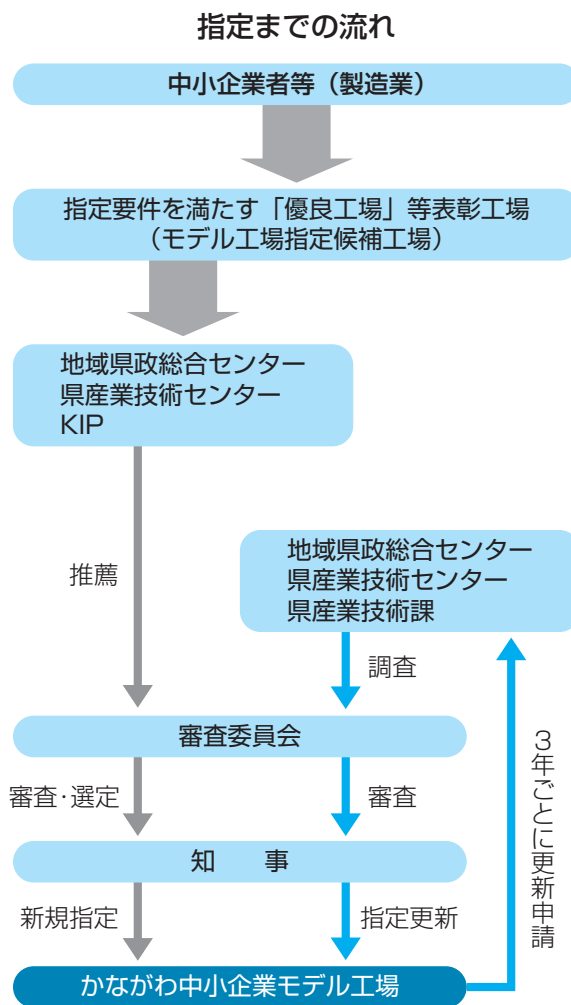 指定までの流れ
中小企業者等（製造業）
指定要件を満たす「優良工場」等表彰工場
（モデル工場指定候補工場）
地域県政総合センター
県産業技術センター
KIP
推薦
地域県政総合センター
県産業技術センター
県産業技術課
調査
審査委員会
審査・選定
審査
知　事
新規指定
指定更新
3年ごとに更新申請
かながわ中小企業モデル工場